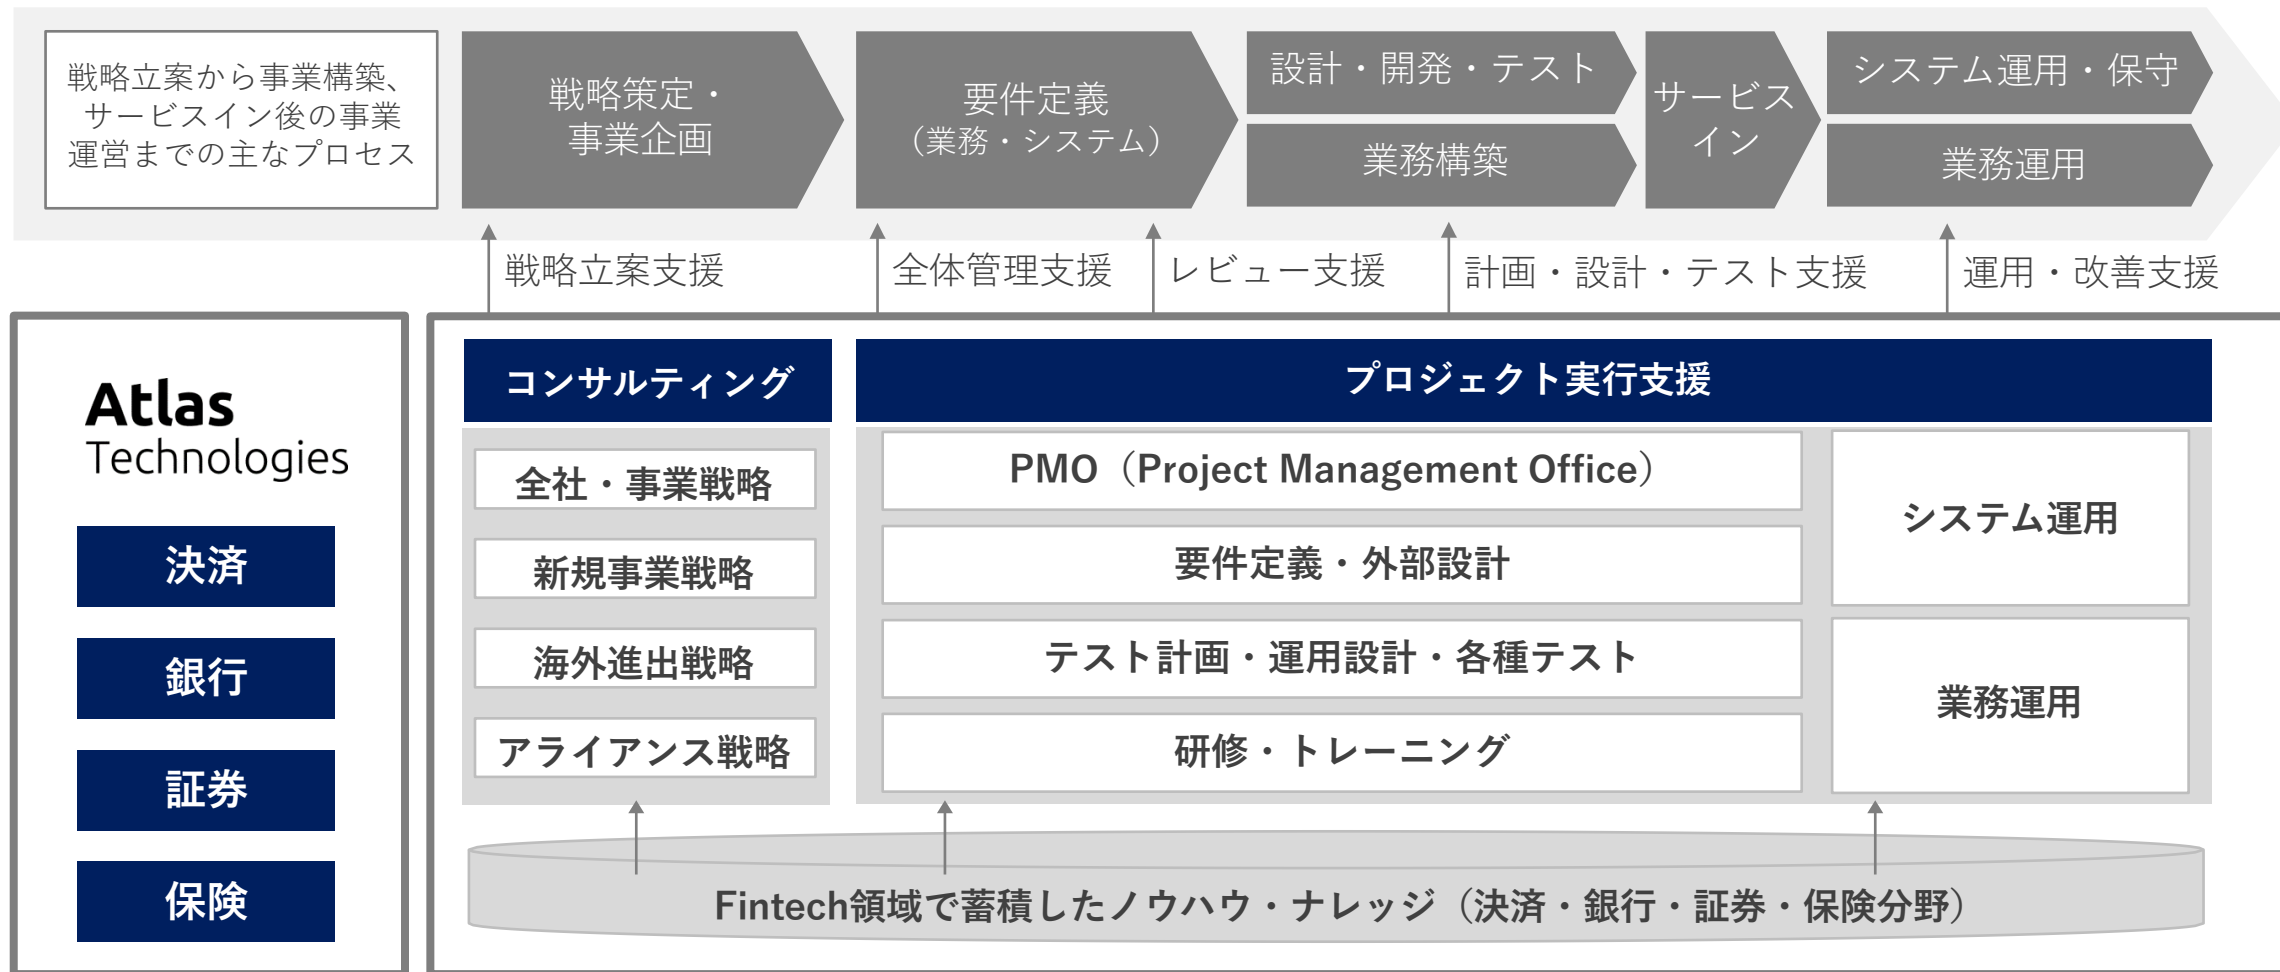 戦略立案から事業構築、
サービスイン後の事業
運営までの主なプロセス
戦略策定・
事業企画
要件定義
（業務・システム）
設計・開発・テスト
業務構築
サービス
イン
システム運用・保守
業務運用
戦略立案支援
全体管理支援
レビュー支援
計画・設計・テスト支援
運用・改善支援
Atlas
Technologies
決済
銀行
証券
保険
コンサルティング
全社・事業戦略
新規事業戦略
海外進出戦略
アライアンス戦略
プロジェクト実行支援
PMO（Project Management Office）
要件定義・外部設計
テスト計画・運用設計・各種テスト
研修・トレーニング
システム運用
業務運用
Fintech領域で蓄積したノウハウ・ナレッジ（決済・銀行・証券・保険分野）